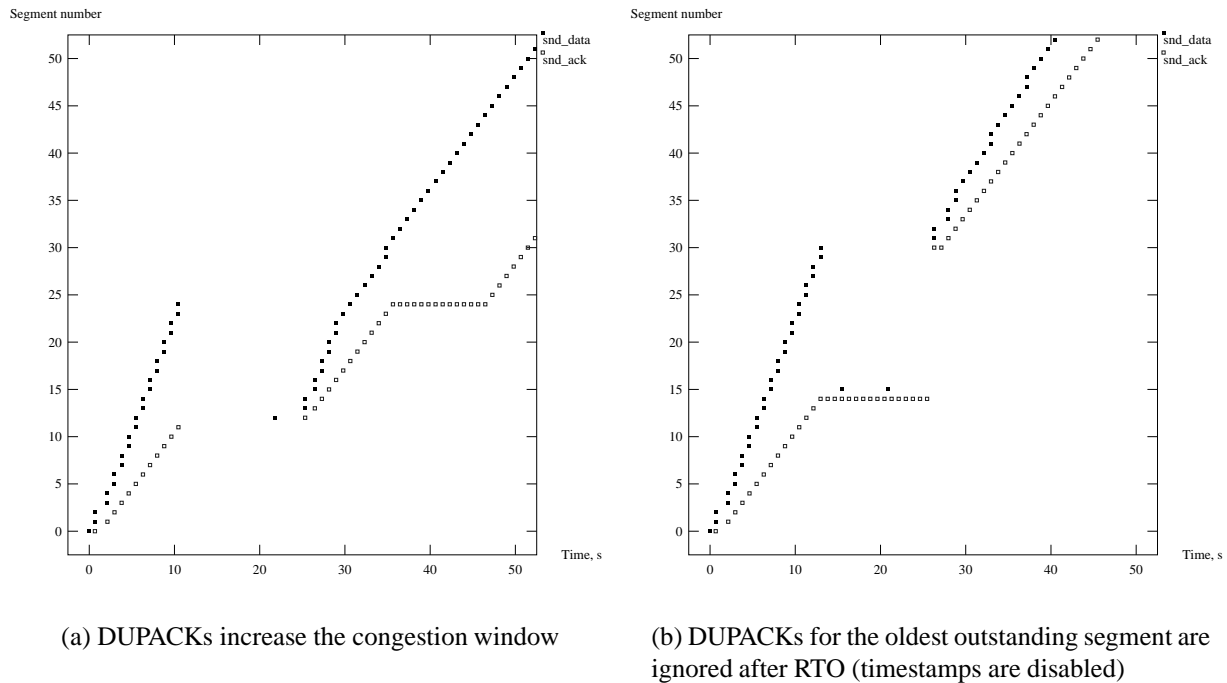 Segment number
snd_data
snd_ack
50
45
40
35
30
25
20
15
10
5
0
Time, s
0 10 20 30 40 50
(a) DUPACKs increase the congestion window
Segment number
snd_data
snd_ack
50
45
40
35
30
25
20
15
10
5
0
Time, s
0 10 20 30 40 50
(b) DUPACKs for the oldest outstanding segment are
ignored after RTO (timestamps are disabled)